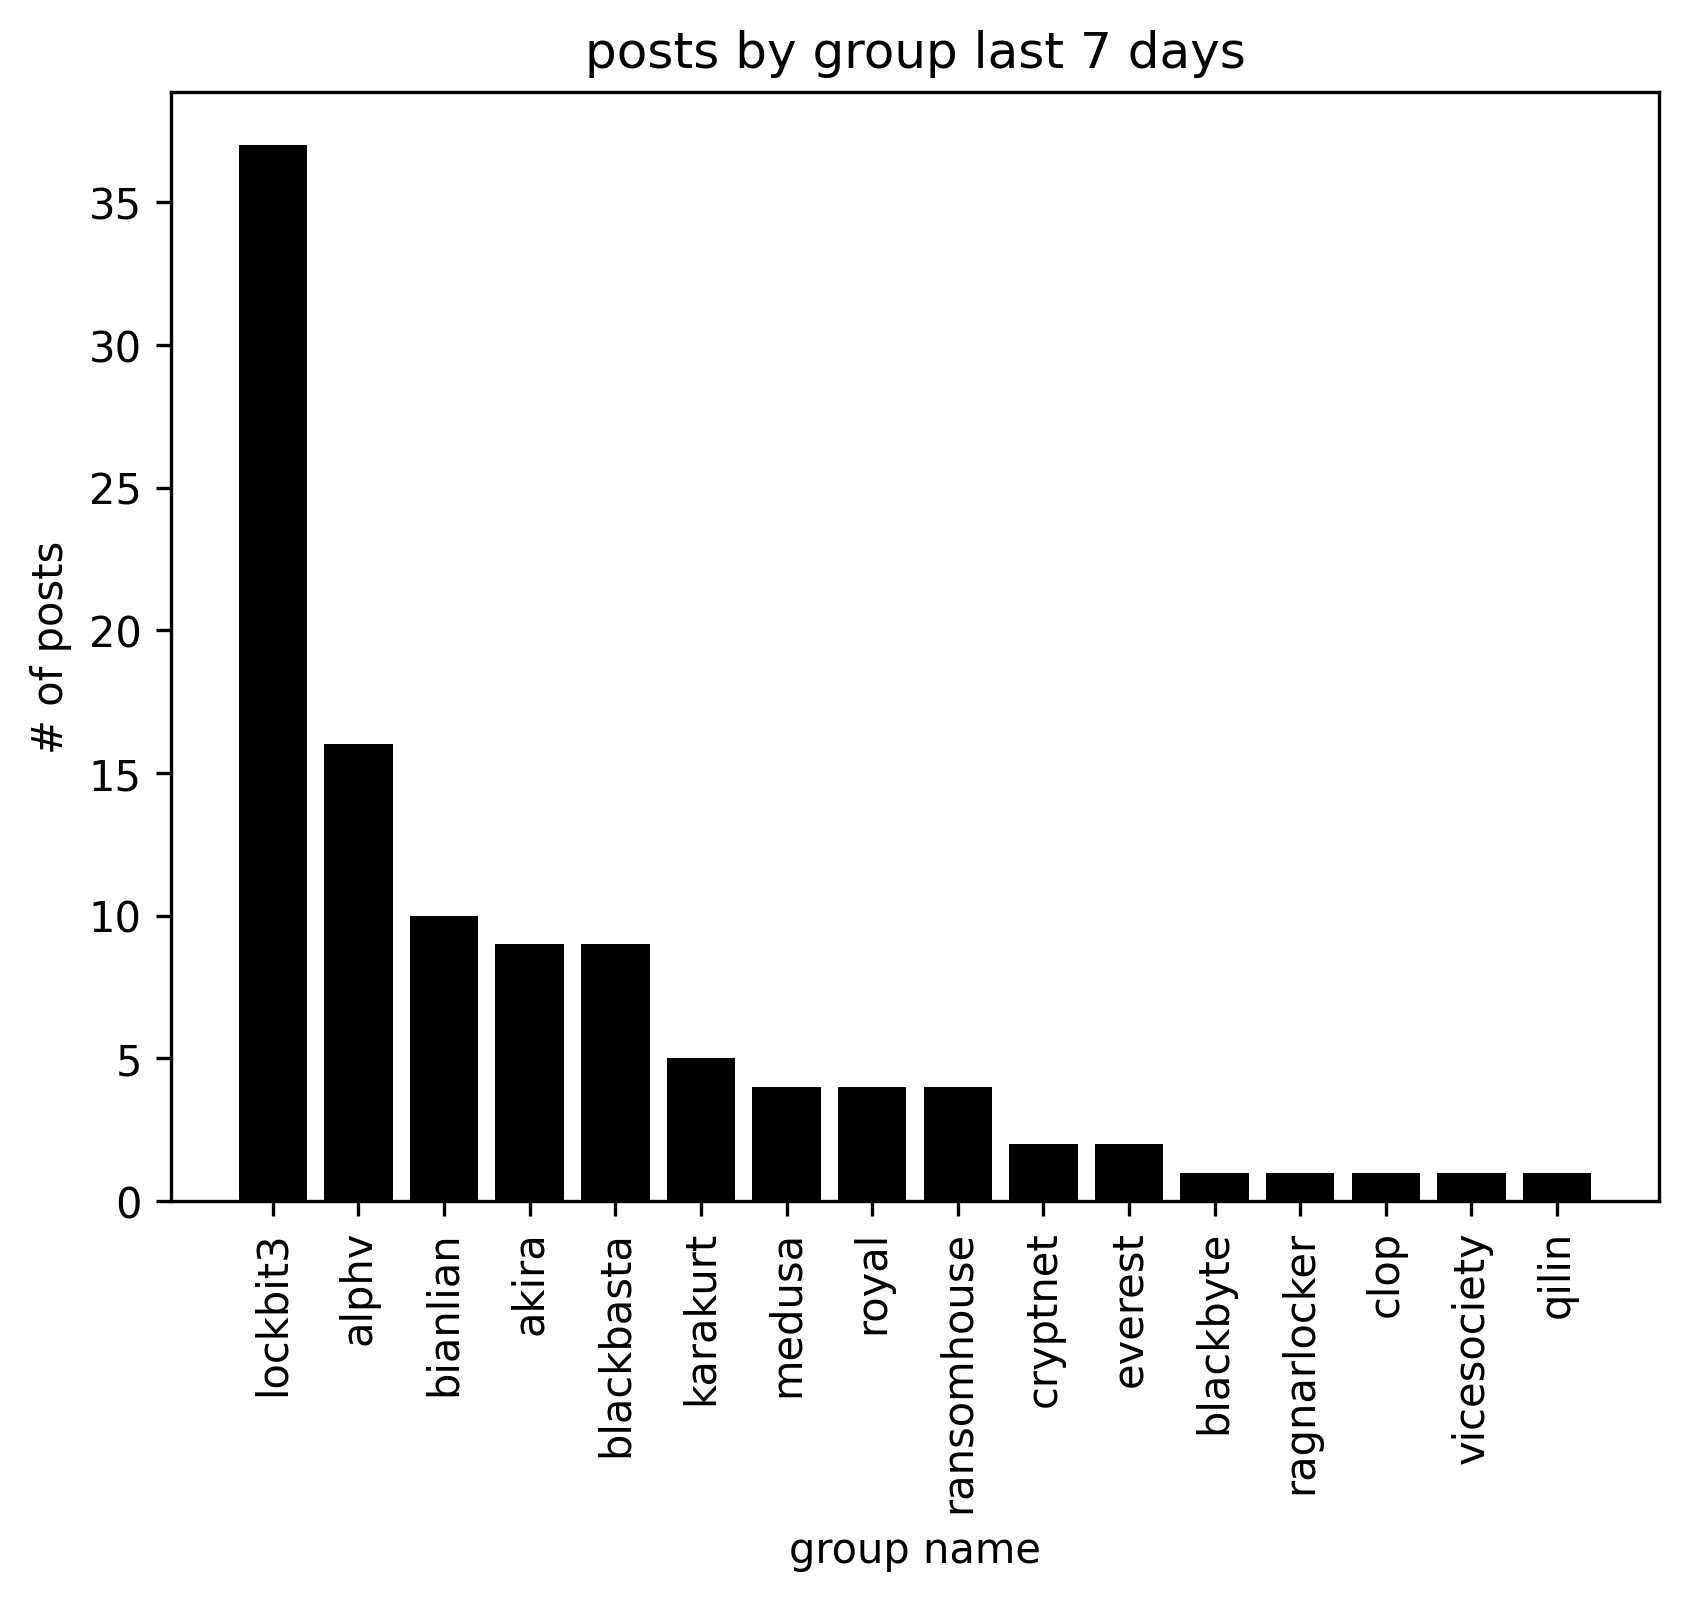 posts by group last 7 days
# of posts
35
30
25
20
15
10
5
0
lockbit3
alphv
bianlian
akira
blackbasta
karakurt
medusa
royal
ransomhouse
cryptnet
everest
blackbyte
ragnarlocker
clop
vicesociety
qilin
group name